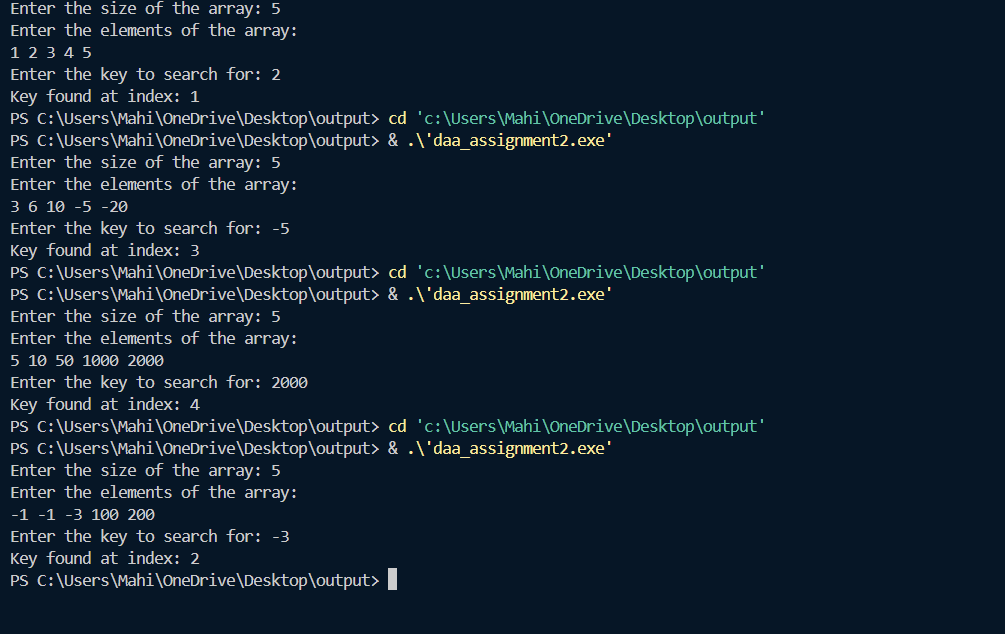 Enter the size of the array: 5
Enter the elements of the array:
1 2 3 4 5
Enter the key to search for: 2
Key found at index: 1
PS C:\Users\Mahi\OneDrive\Desktop\output> cd 'c:\Users\Mahi\OneDrive\Desktop\output'
PS C:\Users\Mahi\OneDrive\Desktop\output> & .\'daa_assignment2.exe'
Enter the size of the array: 5
Enter the elements of the array:
3 6 10 -5 -20
Enter the key to search for: -5
Key found at index: 3
PS C:\Users\Mahi\OneDrive\Desktop\output> cd 'c:\Users\Mahi\OneDrive\Desktop\output'
PS C:\Users\Mahi\OneDrive\Desktop\output> & .\'daa_assignment2.exe'
Enter the size of the array: 5
Enter the elements of the array:
5 10 50 1000 2000
Enter the key to search for: 2000
Key found at index: 4
PS C:\Users\Mahi\OneDrive\Desktop\output> cd 'c:\Users\Mahi\OneDrive\Desktop\output'
PS C:\Users\Mahi\OneDrive\Desktop\output> & .\'daa_assignment2.exe'
Enter the size of the array: 5
Enter the elements of the array:
-1 -1 -3 100 200
Enter the key to search for: -3
Key found at index: 2
PS C:\Users\Mahi\OneDrive\Desktop\output>